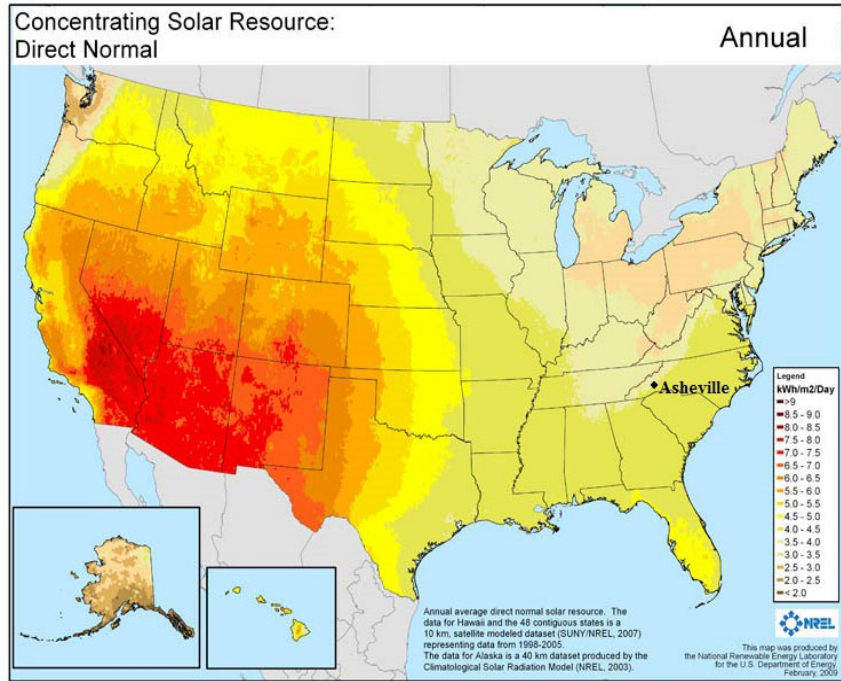 Concentrating Solar Resource:
Direct Normal
Annual
Asheville
Legend
kWh/m2/Day
>9
8.5 - 9.0
8.0 - 8.5
7.5 - 8.0
7.0 - 7.5
6.5 - 7.0
6.0 - 6.5
5.5 - 6.0
5.0 - 5.5
4.5 - 5.0
4.0 - 4.5
3.5 - 4.0
3.0 - 3.5
2.5 - 3.0
2.0 - 2.5
< 2.0
Annual average direct normal solar resource. The
data for Hawaii and the 48 contiguous states is a
10 km, satellite modeled dataset (SUNY/NREL, 2007)
representing data from 1998-2005.
The data for Alaska is a 40 km dataset produced by the
Climatological Solar Radiation Model (NREL, 2003).
NREL
This map was produced by
the National Renewable Energy Laboratory
for the U.S. Department of Energy.
February, 2009